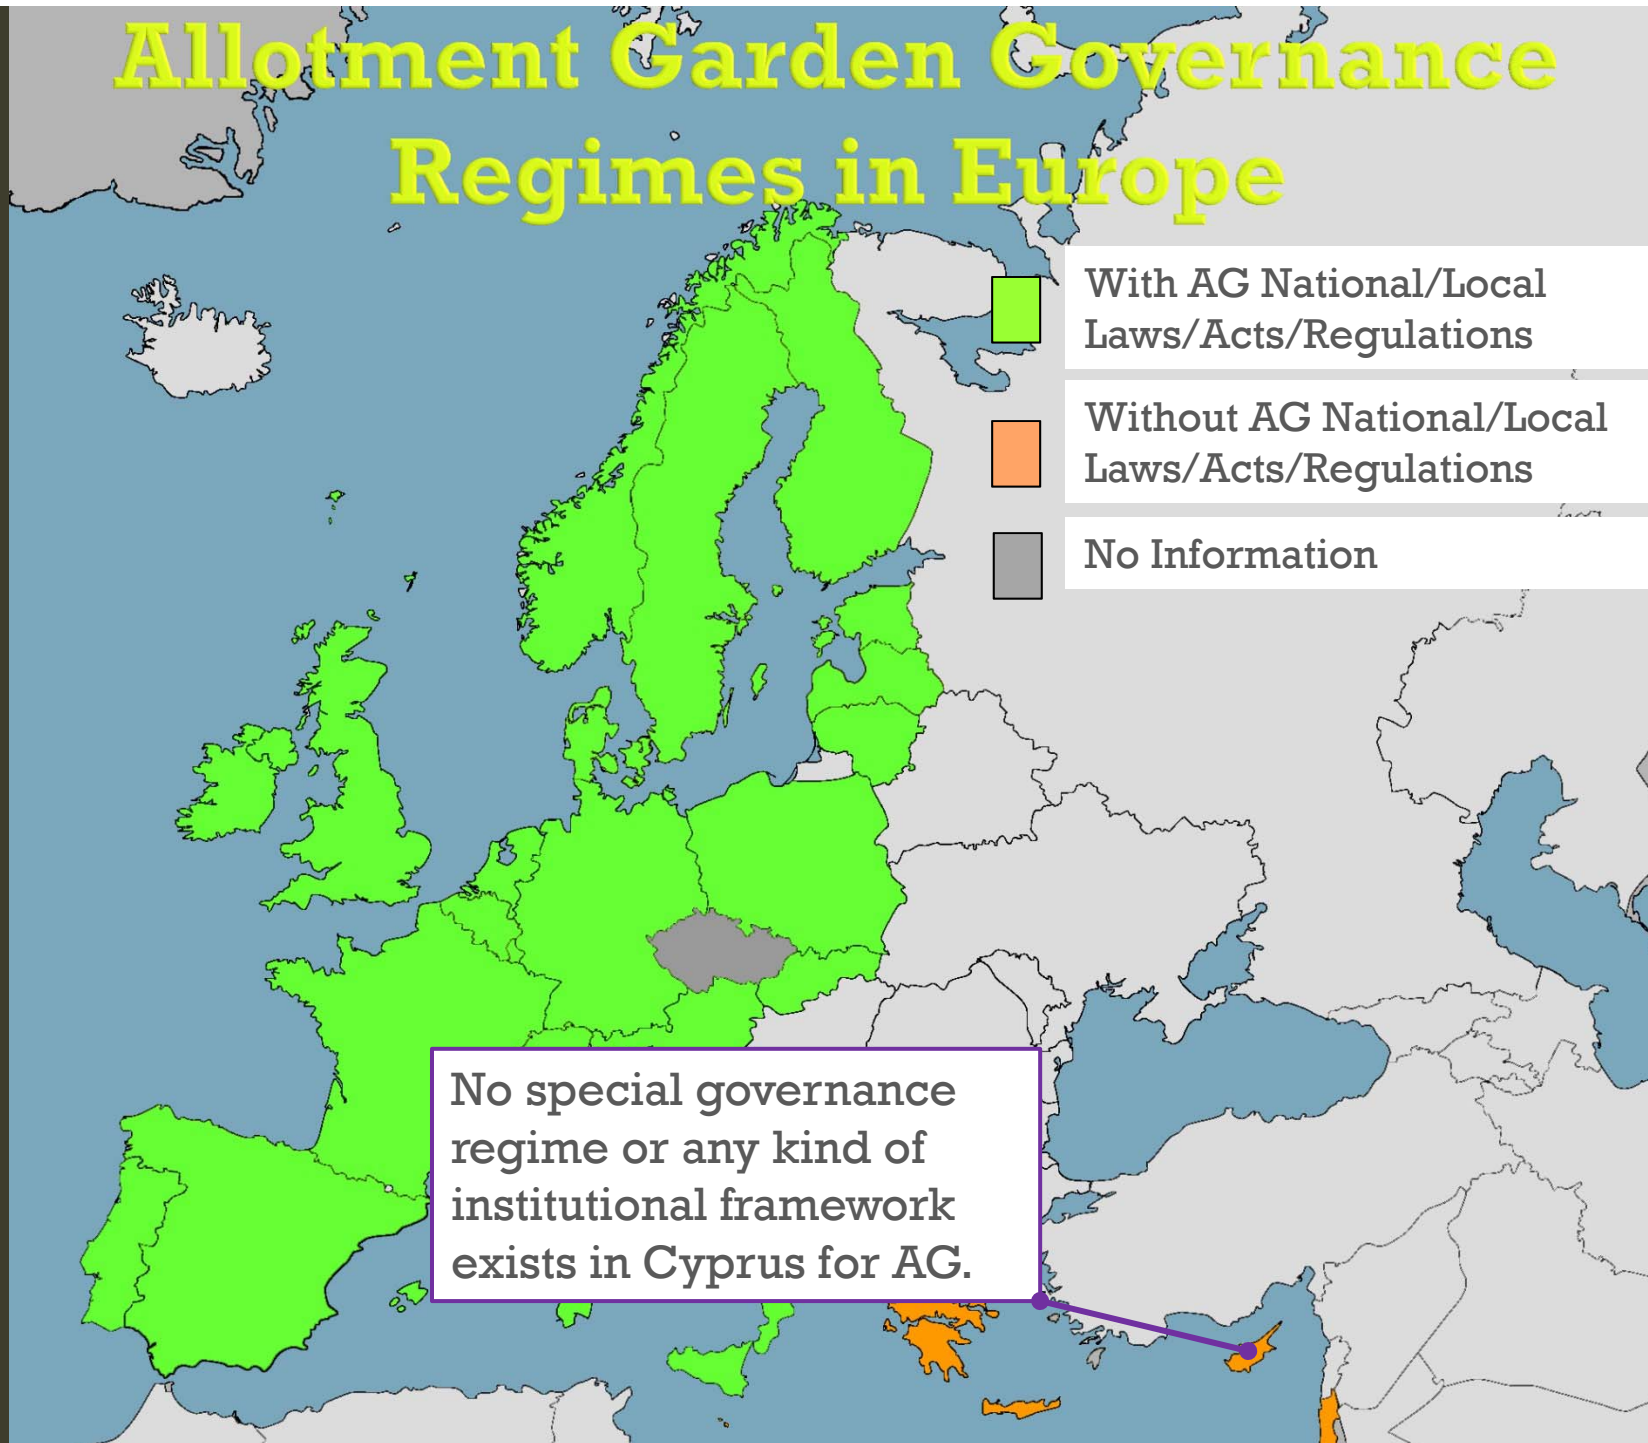 Allotment Garden Governance
Regimes in Europe
With AG National/Local
Laws/Acts/Regulations
Without AG National/Local
Laws/Acts/Regulations
No Information
No special governance
regime or any kind of
institutional framework
exists in Cyprus for AG.